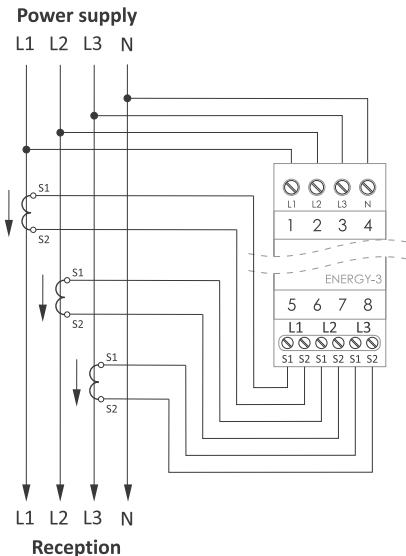 Power supply
L1 L2 L3 N
L1 L2 L3 N
1 2 3 4
S1
S2
ENERGY-3
S1
S2
5 6 7 8
L1 L2 L3
S1 S2 S1 S2 S1 S2
S1
S2
L1 L2 L3 N
Reception